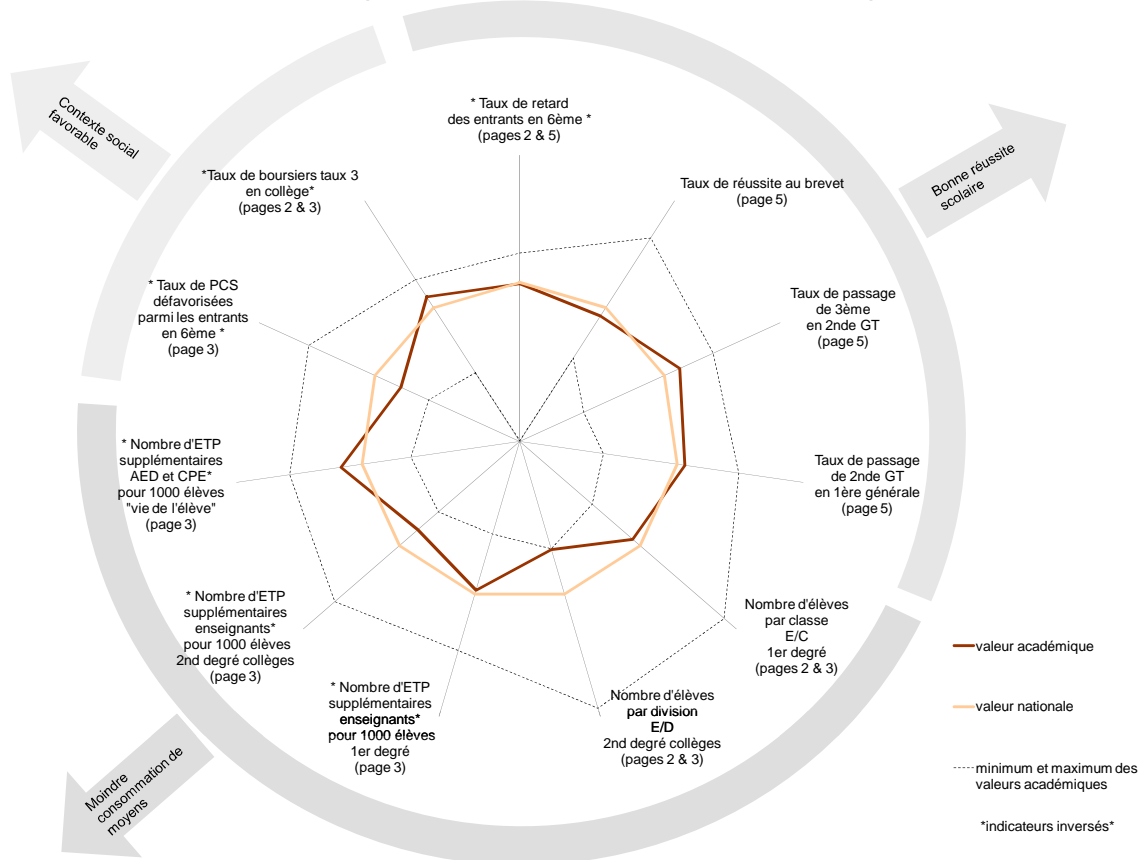 * Taux de retard
des entrants en 6ème *
(pages 2 & 5)
Taux de réussite au brevet
(page 5)
Taux de passage
de 3ème
en 2nde GT
(page 5)
Taux de passage
de 2nde GT
en 1ère générale
(page 5)
Nombre d'élèves
par classe
E/C
1er degré
(pages 2 & 3)
Nombre d'élèves
par division
E/D
2nd degré collèges
(pages 2 & 3)
* Nombre d'ETP
supplémentaires
enseignants*
pour 1000 élèves
1er degré
(page 3)
* Nombre d'ETP
supplémentaires
enseignants*
pour 1000 élèves
2nd degré collèges
(page 3)
* Nombre d'ETP
supplémentaires
AED et CPE*
pour 1000 élèves
"vie de l'élève"
(page 3)
* Taux de PCS
défavorisées
parmi les entrants
en 6ème *
(page 3)
*Taux de boursiers taux 3
en collège*
(pages 2 & 3)
Contexte social
favorable
Bonne réussite
scolaire
Moindre
consommation de
moyens
valeur académique
valeur nationale
minimum et maximum des
valeurs académiques
*indicateurs inversés*